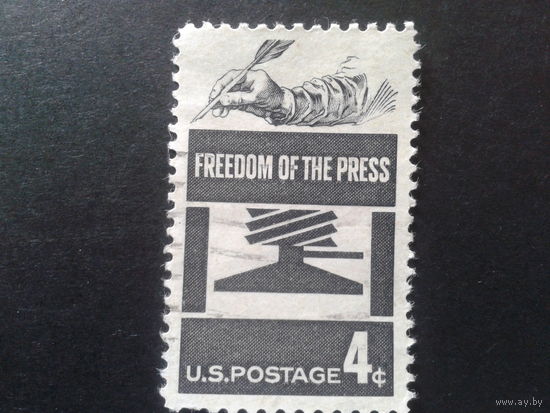 FREEDOM OF THE PRESS
U.S. POSTAGE 4¢
www.ay.by